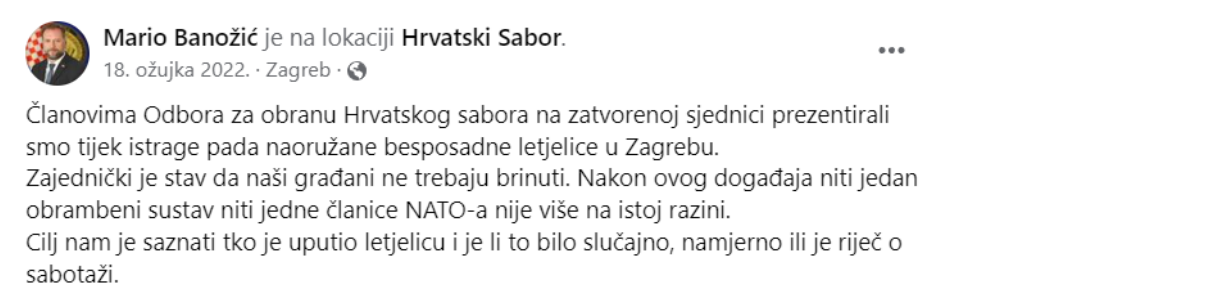 Mario Banožić je na lokaciji Hrvatski Sabor.
18. ožujka 2022. · Zagreb ·
Članovima Odbora za obranu Hrvatskog sabora na zatvorenoj sjednici prezentirali
smo tijek istrage pada naoružane besposadne letjelice u Zagrebu.
Zajednički je stav da naši građani ne trebaju brinuti. Nakon ovog događaja niti jedan
obrambeni sustav niti jedne članice NATO-a nije više na istoj razini.
Cilj nam je saznati tko je uputio letjelicu i je li to bilo slučajno, namjerno ili je riječ o
sabotaži.